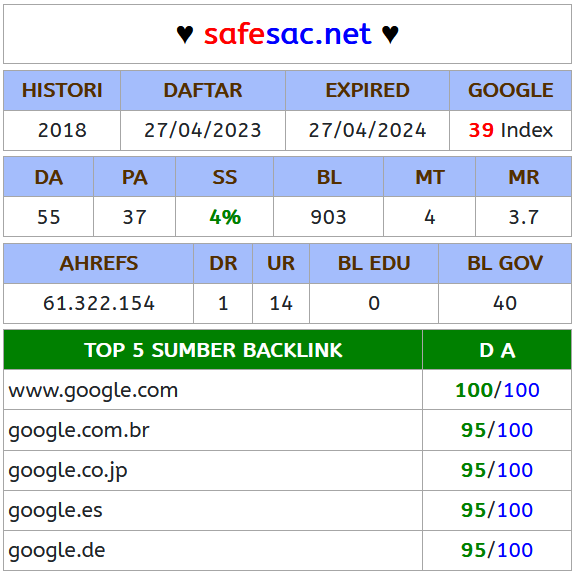 ♥ safesac.net ♥
HISTORI DAFTAR EXPIRED GOOGLE
2018 27/04/2023 27/04/2024 39 Index
DA PA SS BL MT MR
55 37 4% 903 4 3.7
AHREFS DR UR BL EDU BL GOV
61.322.154 1 14 0 40
TOP 5 SUMBER BACKLINK D A
www.google.com 100/100
google.com.br 95/100
google.co.jp 95/100
google.es 95/100
google.de 95/100